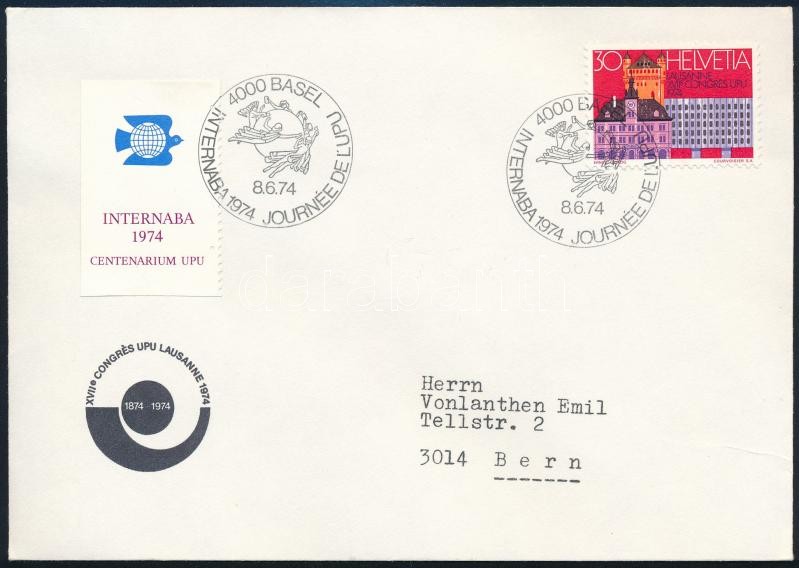 30 HELVETIA
LAUSANNE
XVIIE CONGRÈS UPU
1974
COURVOISIER S.A.
4000 BASEL
INTERNABA 1974 JOURNÉE DE L'UPU
8.6.74
4000 BASEL
INTERNABA 1974 JOURNÉE DE L'UPU
8.6.74
INTERNABA
1974
CENTENARIUM UPU
XVIIe CONGRÈS UPU LAUSANNE 1974
1874 - 1974
Herrn
Vonlanthen Emil
Tellstr. 2
3014 Bern
darabanth